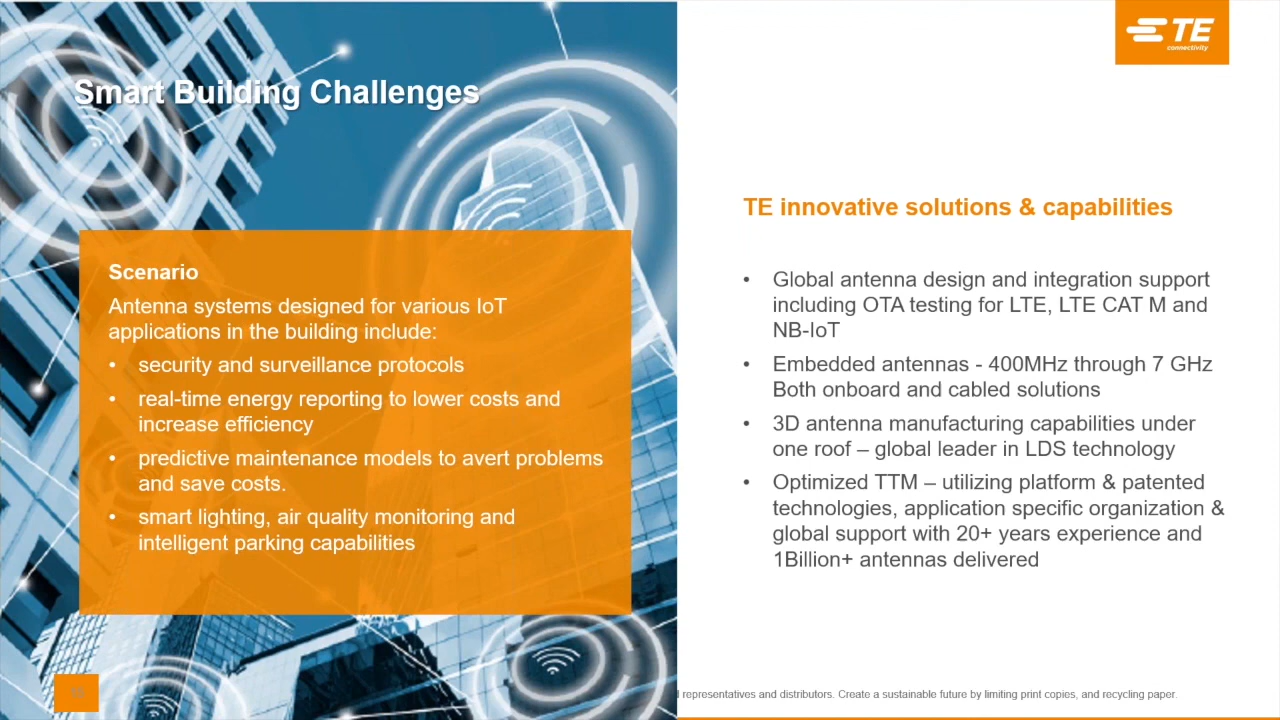 TE
connectivity
Smart Building Challenges
Scenario
Antenna systems designed for various IoT
applications in the building include:
• security and surveillance protocols
• real-time energy reporting to lower costs and
increase efficiency
• predictive maintenance models to avert problems
and save costs.
• smart lighting, air quality monitoring and
intelligent parking capabilities
TE innovative solutions & capabilities
• Global antenna design and integration support
including OTA testing for LTE, LTE CAT M and
NB-IoT
• Embedded antennas - 400MHz through 7 GHz
Both onboard and cabled solutions
• 3D antenna manufacturing capabilities under
one roof – global leader in LDS technology
• Optimized TTM – utilizing platform & patented
technologies, application specific organization &
global support with 20+ years experience and
1Billion+ antennas delivered
representatives and distributors. Create a sustainable future by limiting print copies, and recycling paper.